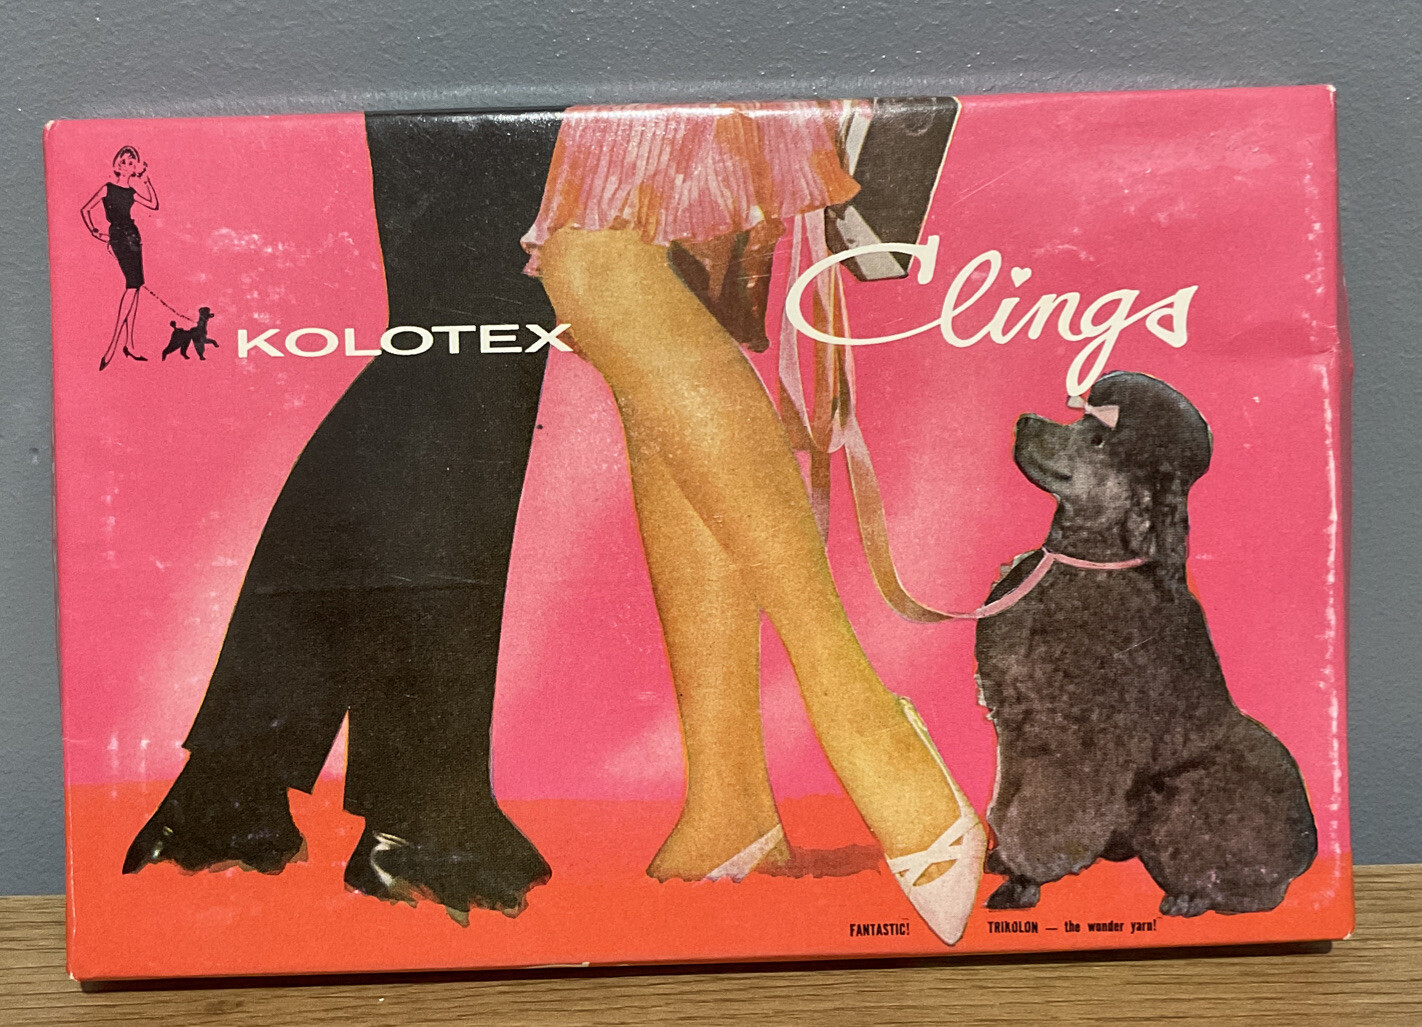 KOLOTEX
Clings
FANTASTIC! TRIKOLON — the wonder yarn!